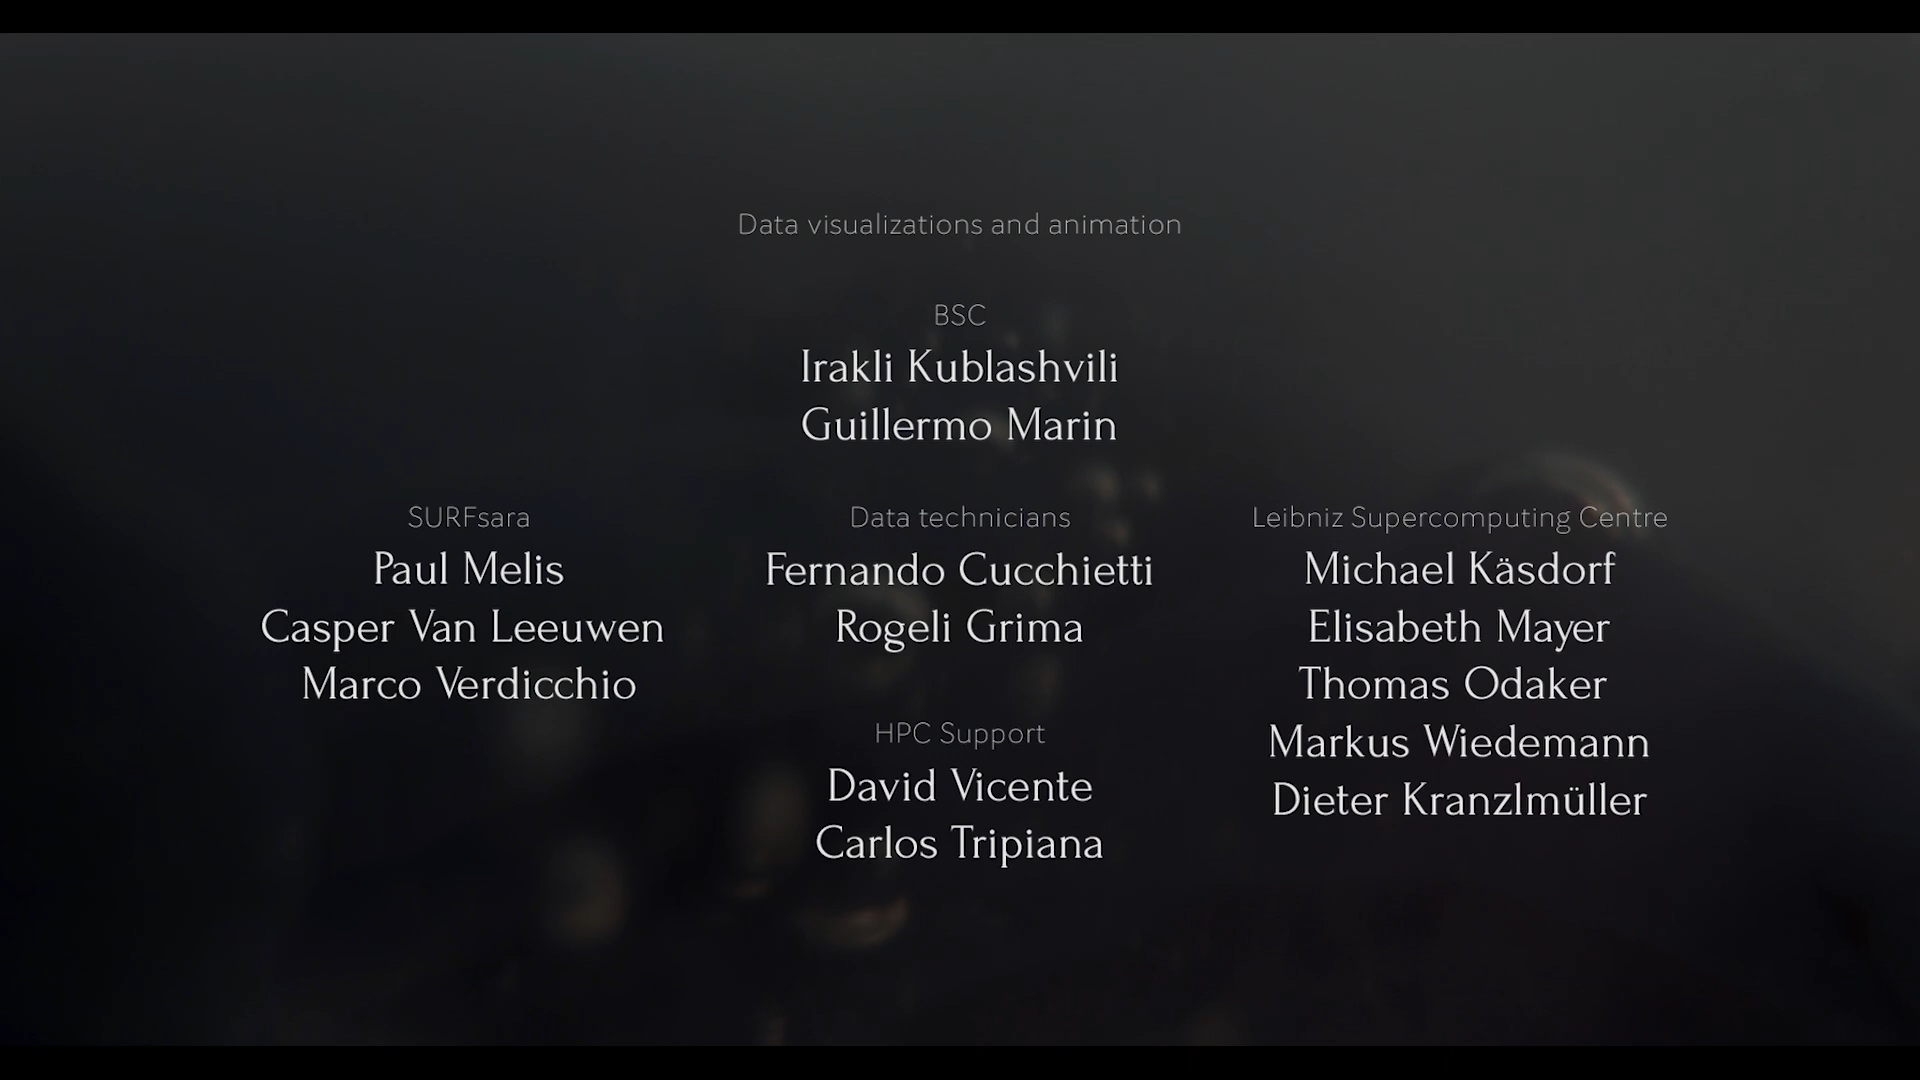 Data visualizations and animation
BSC
Irakli Kublashvili
Guillermo Marin
SURFsara
Paul Melis
Casper Van Leeuwen
Marco Verdicchio
Data technicians
Fernando Cucchietti
Rogeli Grima
HPC Support
David Vicente
Carlos Tripiana
Leibniz Supercomputing Centre
Michael Käsdorf
Elisabeth Mayer
Thomas Odaker
Markus Wiedemann
Dieter Kranzlmüller